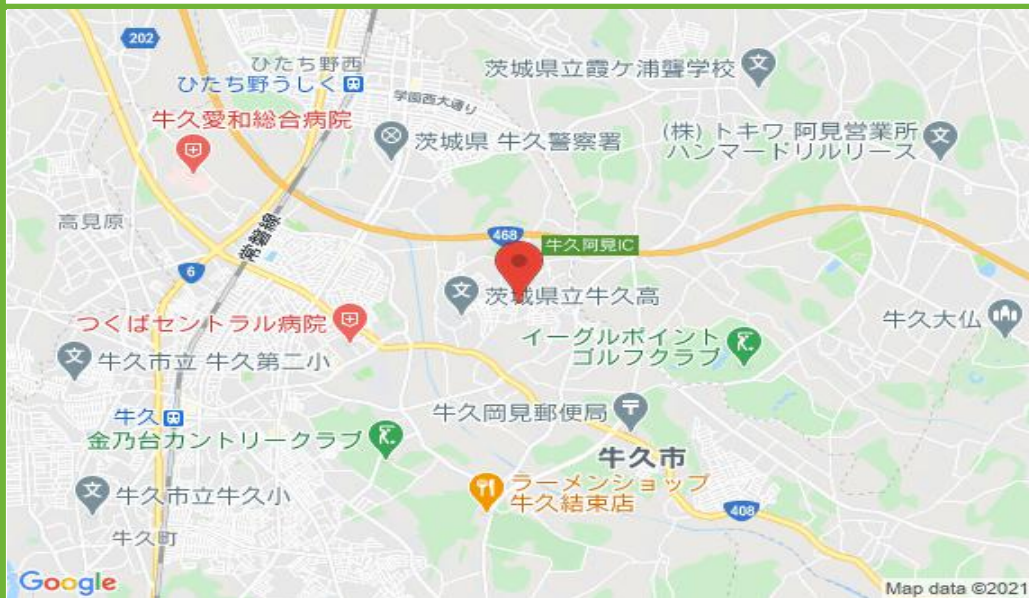 202
ひたち野西
ひたち野うしく
学園西大通り
茨城県立霞ケ浦聾学校
牛久愛和総合病院
茨城県 牛久警察署
(株) トキワ 阿見営業所
ハンマードリルリース
高見原
常磐線
468
牛久阿見IC
6
茨城県立牛久高
つくばセントラル病院
イーグルポイント
ゴルフクラブ
牛久大仏
牛久市立 牛久第二小
牛久
牛久岡見郵便局
金乃台カントリークラブ
牛久市
ラーメンショップ
牛久結束店
牛久市立牛久小
408
牛久町
Google
Map data ©2021